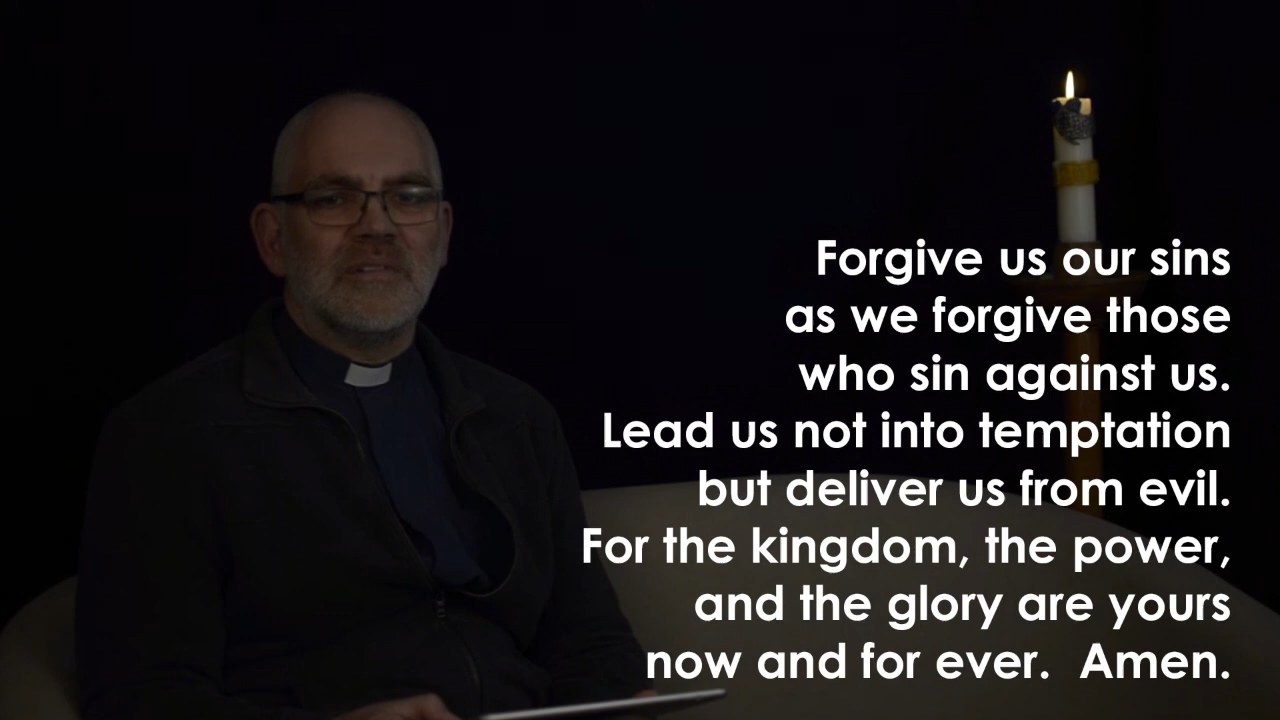 Forgive us our sins
as we forgive those
who sin against us.
Lead us not into temptation
but deliver us from evil.
For the kingdom, the power,
and the glory are yours
now and for ever.  Amen.